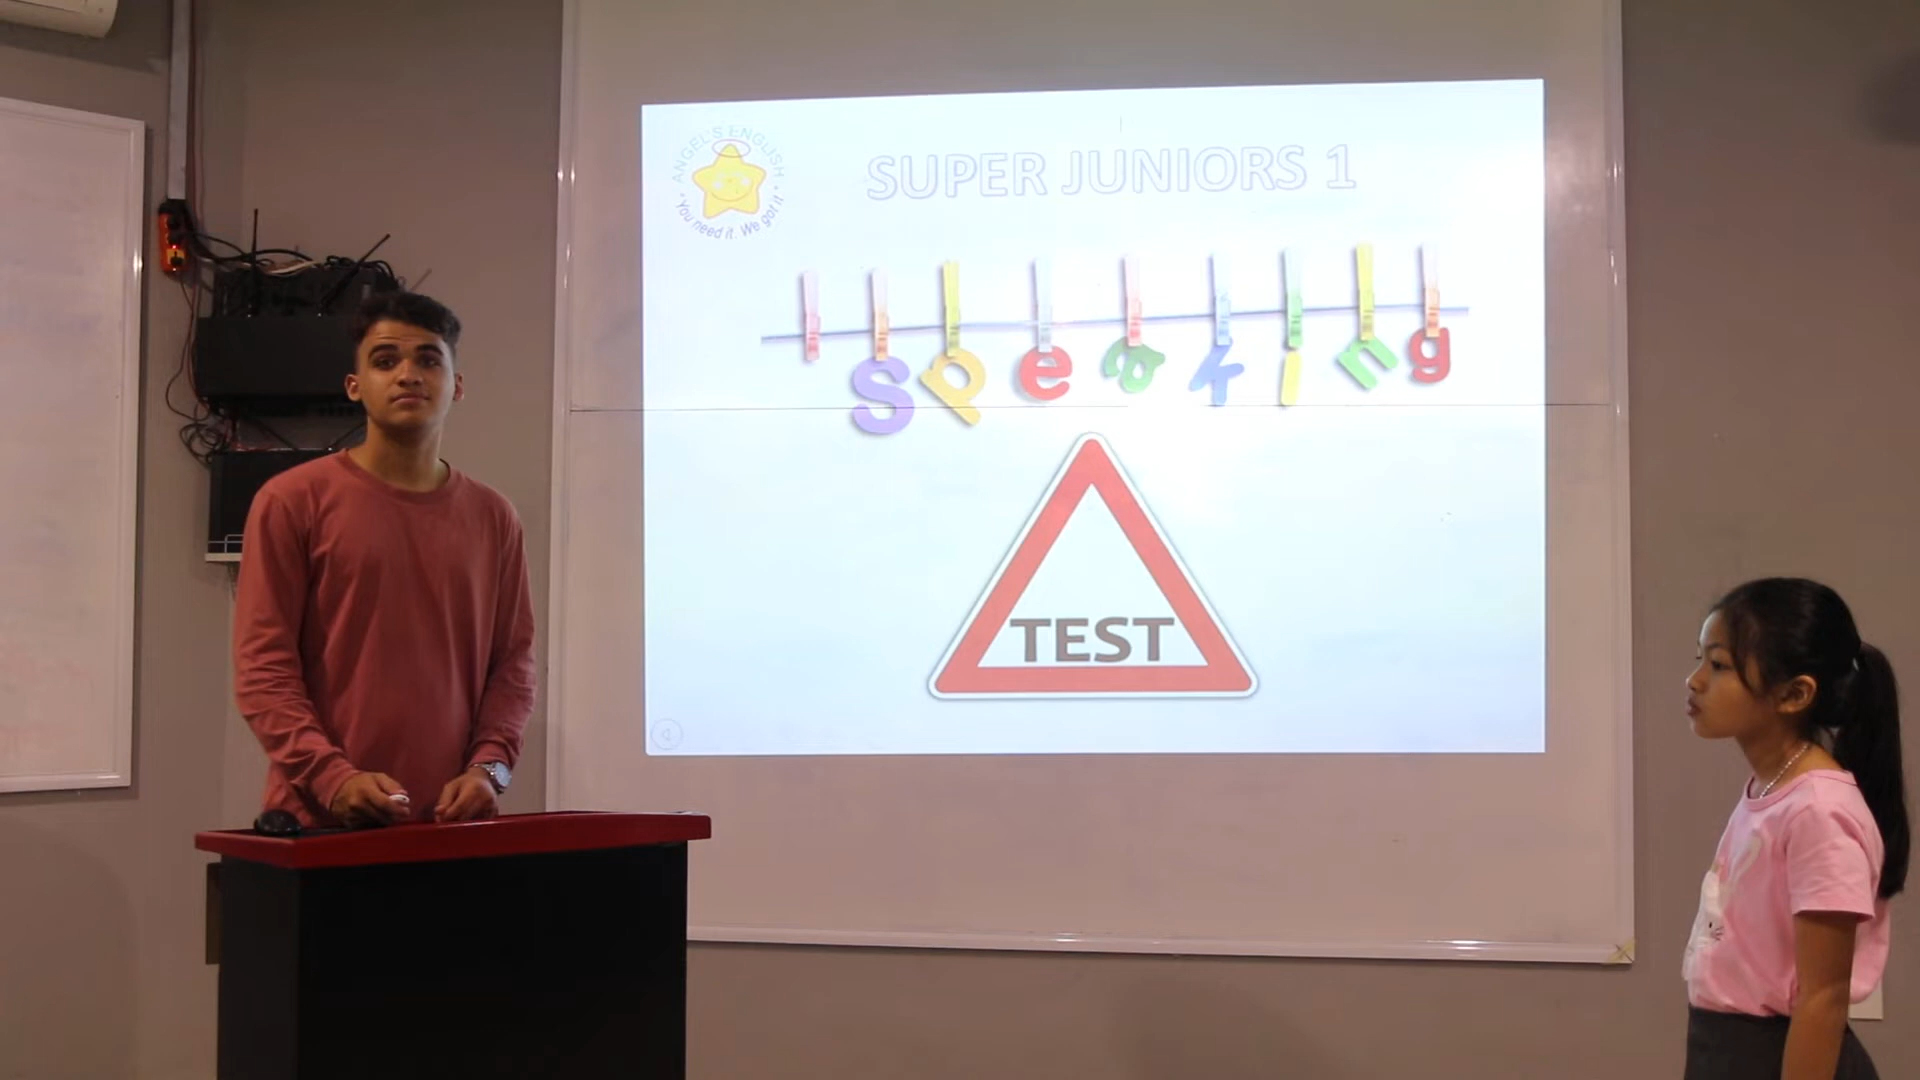 ANGEL'S ENGLISH
You need it. We got it
SUPER JUNIORS 1
Speaking
TEST